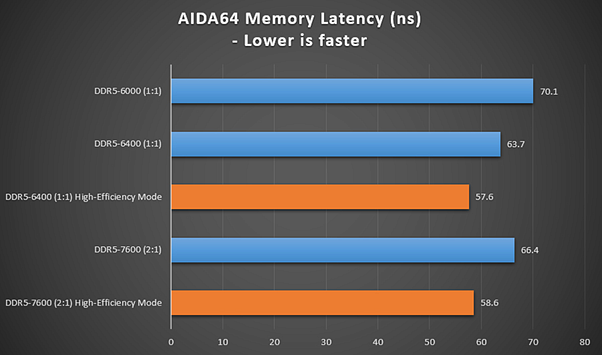 AIDA64 Memory Latency (ns)
- Lower is faster
DDR5-6000 (1:1)
70.1
DDR5-6400 (1:1)
63.7
DDR5-6400 (1:1) High-Efficiency Mode
57.6
DDR5-7600 (2:1)
66.4
DDR5-7600 (2:1) High-Efficiency Mode
58.6
0 10 20 30 40 50 60 70 80